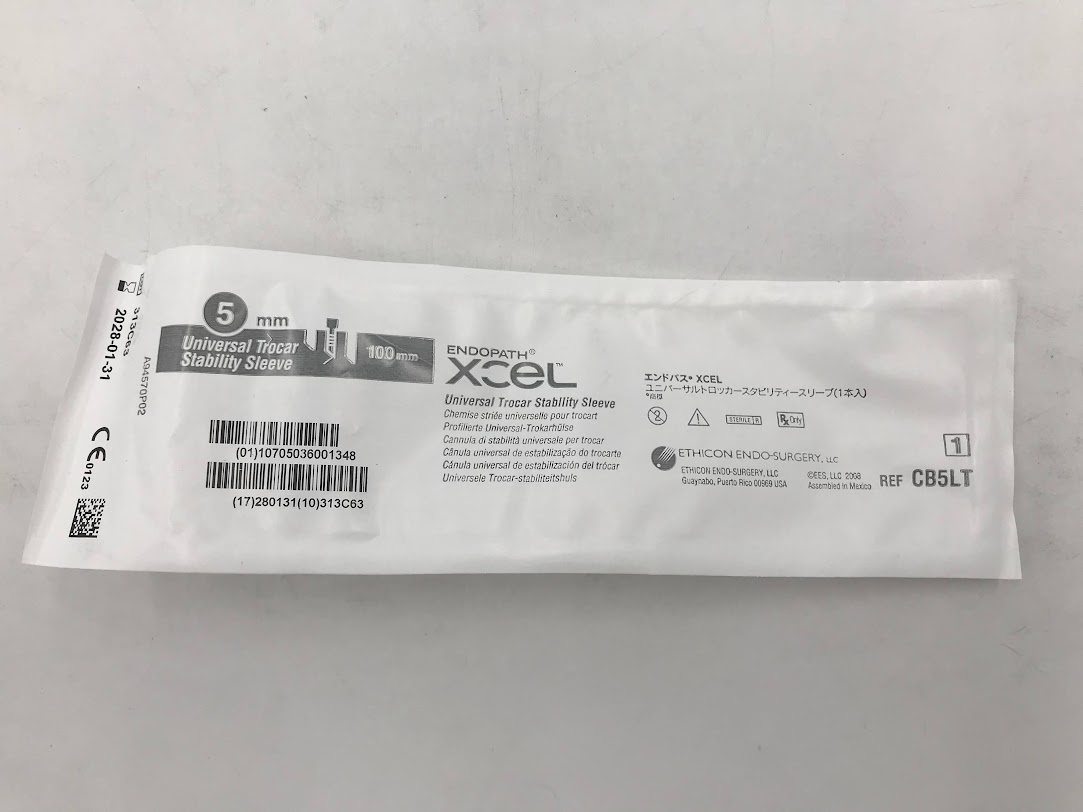 313C63
2028-01-31
A94570P02
CE 0123
5 mm
Universal Trocar
Stability Sleeve
100 mm
(01)10705036001348
(17)280131(10)313C63
ENDOPATH®
XCEL™
Universal Trocar Stability Sleeve
Chemise striée universelle pour trocart
Profilierte Universal-Trokarhülse
Cannula di stabilità universale per trocar
Cânula universal de estabilização do trocarte
Cánula universal de estabilización del trócar
Universele Trocar-stabiliteitshuls
エンドパス® XCEL
ユニバーサルトロッカースタビリティースリーブ(1本入)
*商標
2
STERILE R
Rx Only
ETHICON ENDO-SURGERY, LLC
ETHICON ENDO-SURGERY, LLC
Guaynabo, Puerto Rico 00969 USA
©EES, LLC 2008
Assembled in Mexico
1
REF CB5LT